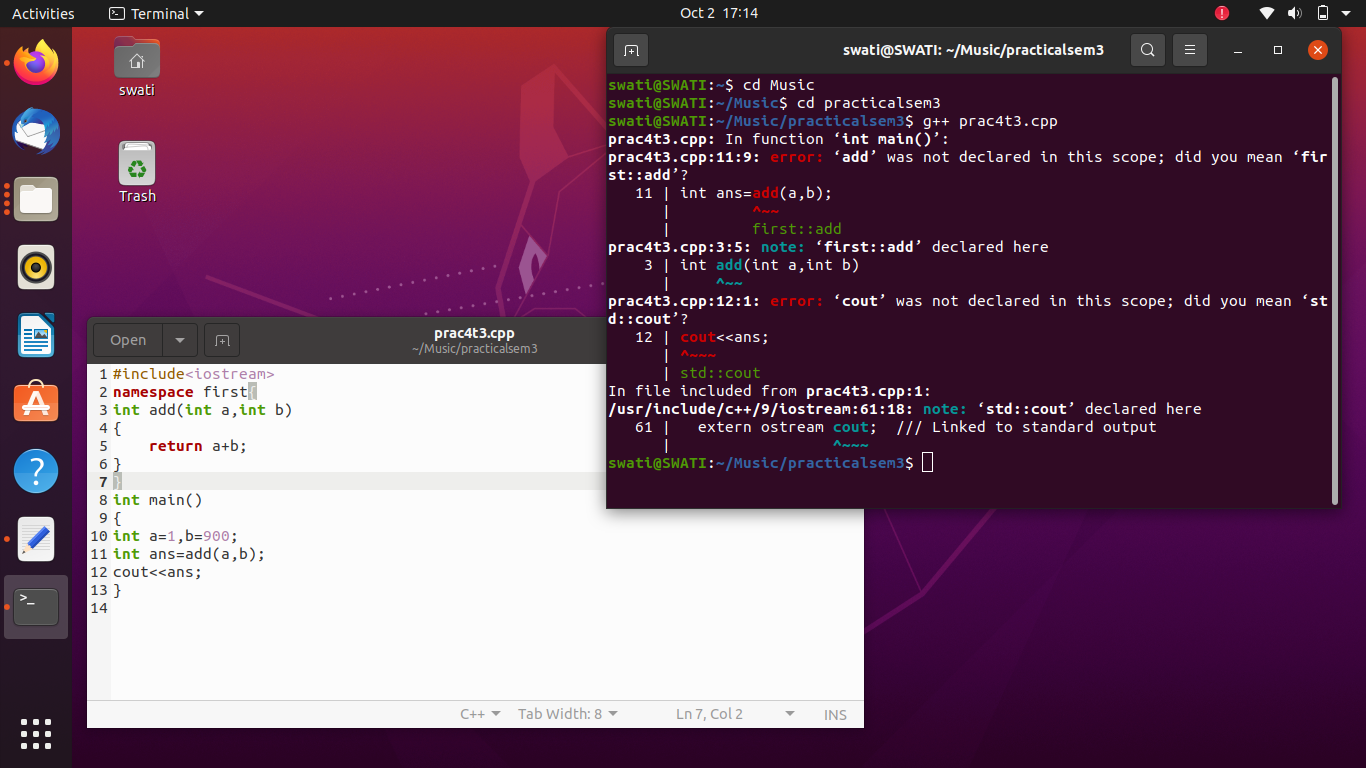 Activities
Terminal
Oct 2 17:14
swati
Trash
swati@SWATI: ~/Music/practicalsem3
swati@SWATI:~$ cd Music
swati@SWATI:~/Music$ cd practicalsem3
swati@SWATI:~/Music/practicalsem3$ g++ prac4t3.cpp
prac4t3.cpp: In function ‘int main()’:
prac4t3.cpp:11:9: error: ‘add’ was not declared in this scope; did you mean ‘fir
st::add’?
   11 | int ans=add(a,b);
      |         ^~~
      |         first::add
prac4t3.cpp:3:5: note: ‘first::add’ declared here
    3 | int add(int a,int b)
      |     ^~~
prac4t3.cpp:12:1: error: ‘cout’ was not declared in this scope; did you mean ‘st
d::cout’?
   12 | cout<<ans;
      | ^~~~
      | std::cout
In file included from prac4t3.cpp:1:
/usr/include/c++/9/iostream:61:18: note: ‘std::cout’ declared here
   61 |   extern ostream cout;  /// Linked to standard output
      |                  ^~~~
swati@SWATI:~/Music/practicalsem3$
Open
prac4t3.cpp
~/Music/practicalsem3
1 #include<iostream>
2 namespace first{
3 int add(int a,int b)
4 {
5     return a+b;
6 }
7 }
8 int main()
9 {
10 int a=1,b=900;
11 int ans=add(a,b);
12 cout<<ans;
13 }
14
C++
Tab Width: 8
Ln 7, Col 2
INS